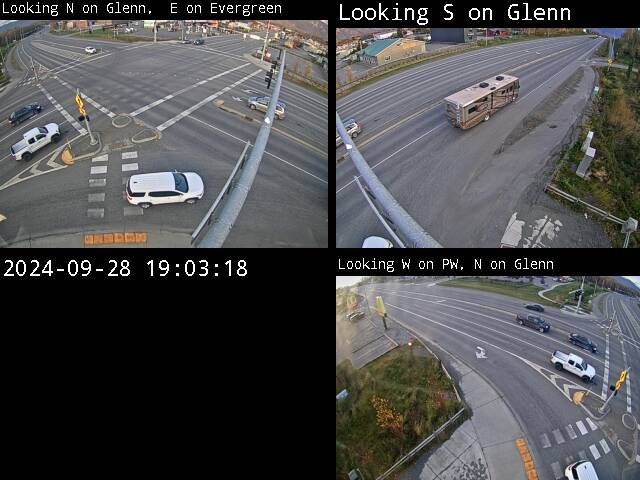 Looking N on Glenn,  E on Evergreen
Looking S on Glenn
2024-09-28 19:03:18
Looking W on PW, N on Glenn